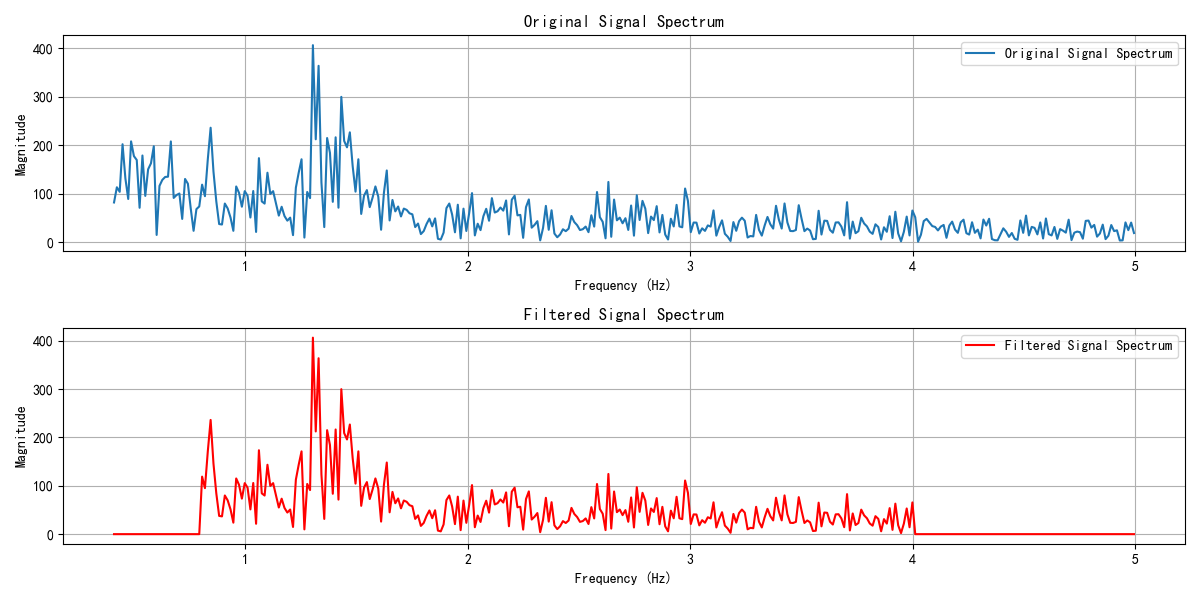 Original Signal Spectrum
Original Signal Spectrum
400
300
200
100
0
Magnitude
1 2 3 4 5
Frequency (Hz)
Filtered Signal Spectrum
Filtered Signal Spectrum
400
300
200
100
0
Magnitude
1 2 3 4 5
Frequency (Hz)